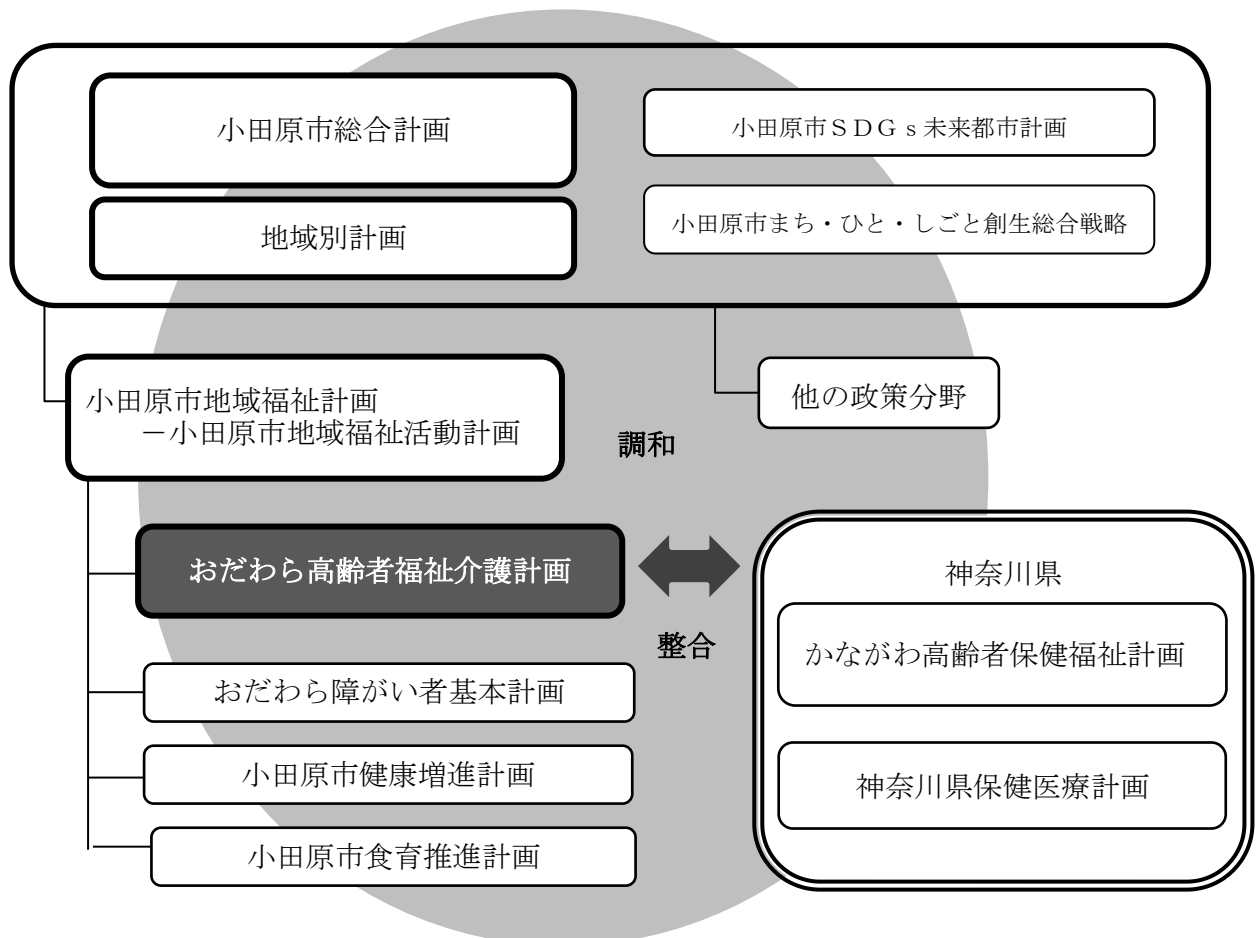 小田原市総合計画
小田原市ＳＤＧｓ未来都市計画
地域別計画
小田原市まち・ひと・しごと創生総合戦略
小田原市地域福祉計画
－小田原市地域福祉活動計画
他の政策分野
調和
おだわら高齢者福祉介護計画
整合
神奈川県
かながわ高齢者保健福祉計画
神奈川県保健医療計画
おだわら障がい者基本計画
小田原市健康増進計画
小田原市食育推進計画